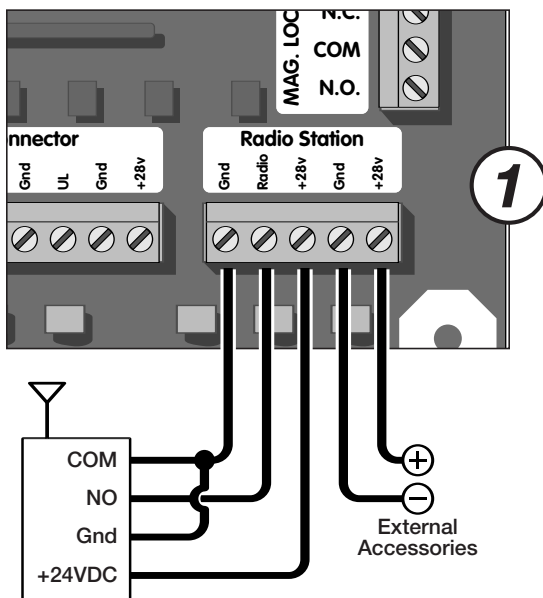 N.C.
COM
N.O.
MAG. LOC
nnector
Gnd
UL
Gnd
+28v
Radio Station
Gnd
Radio
+28v
Gnd
+28v
1
COM
NO
Gnd
+24VDC
+
−
External
Accessories